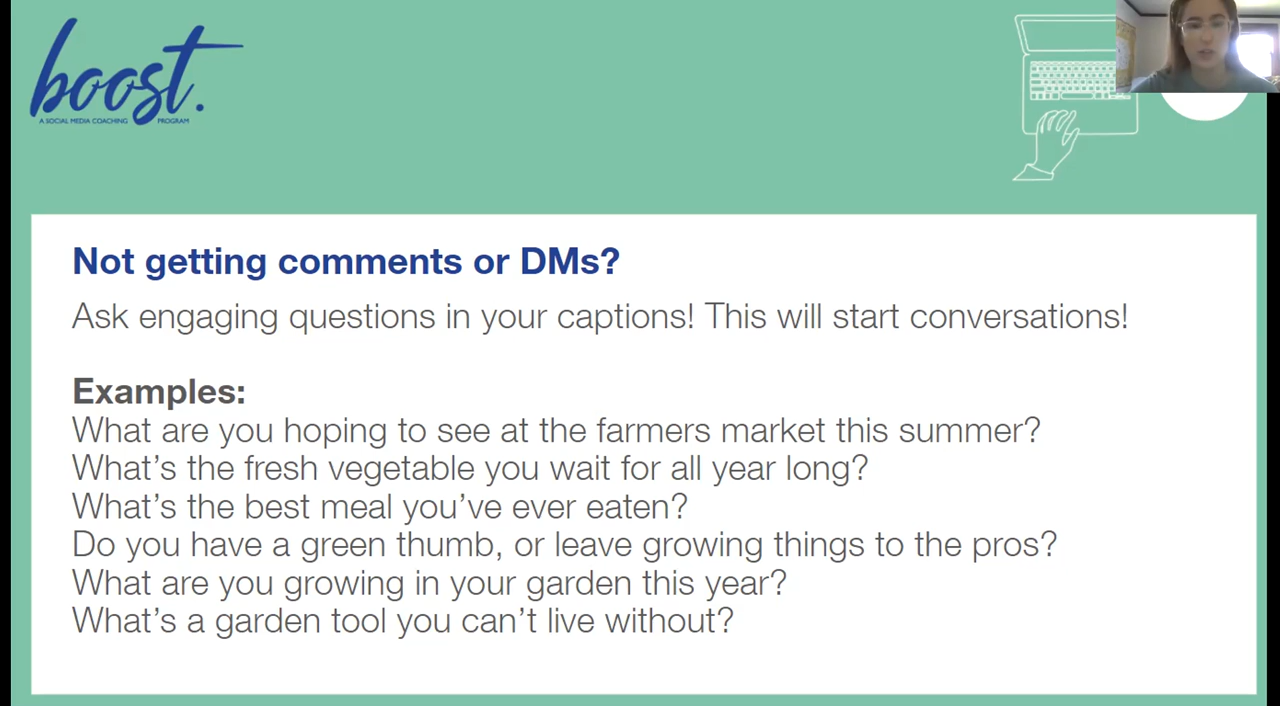 boost.
A SOCIAL MEDIA COACHING PROGRAM
Not getting comments or DMs?
Ask engaging questions in your captions! This will start conversations!
Examples:
What are you hoping to see at the farmers market this summer?
What’s the fresh vegetable you wait for all year long?
What’s the best meal you’ve ever eaten?
Do you have a green thumb, or leave growing things to the pros?
What are you growing in your garden this year?
What’s a garden tool you can’t live without?